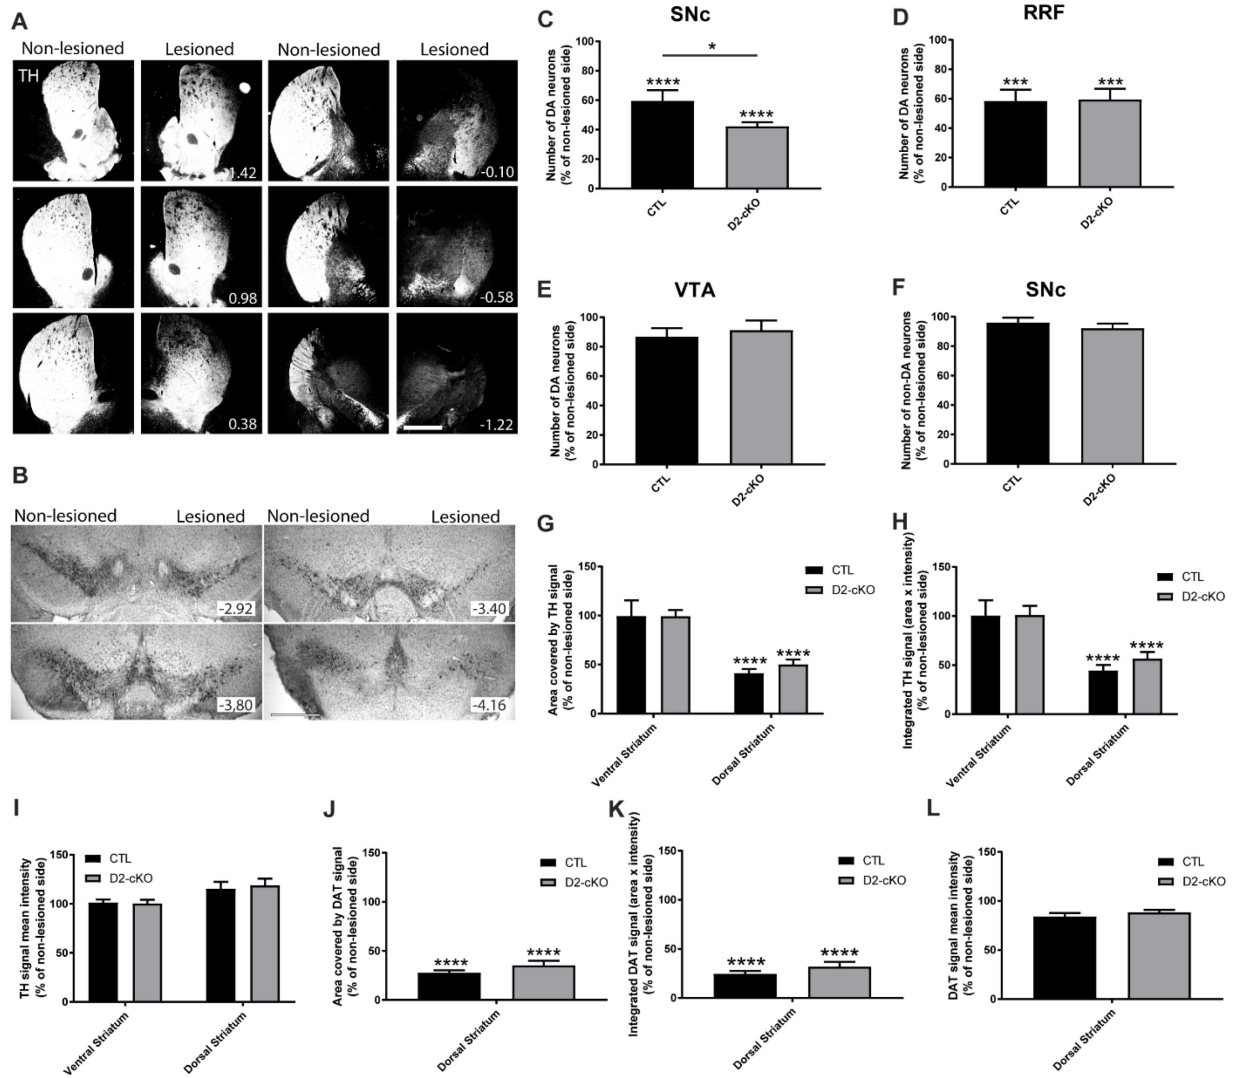 A
Non-lesioned Lesioned Non-lesioned Lesioned
TH
1.42
-0.10
0.98
-0.58
0.38
-1.22
B
Non-lesioned Lesioned Non-lesioned Lesioned
-2.92
-3.40
-3,80
-4.16
C
SNc
Number of DA neurons
(% of non-lesioned side)
100
80
60
40
20
0
*
****
****
CTL
D2-cKO
D
RRF
Number of DA neurons
(% of non-lesioned side)
100
80
60
40
20
0
***
***
CTL
D2-cKO
E
VTA
Number of DA neurons
(% of non-lesioned side)
100
80
60
40
20
0
CTL
D2-cKO
F
SNc
Number of non-DA neurons
(% of non-lesioned side)
100
80
60
40
20
0
CTL
D2-cKO
G
Area covered by TH signal
(% of non-lesioned side)
150
100
50
0
CTL
D2-cKO
****
****
Ventral Striatum
Dorsal Striatum
H
Integrated TH signal (area x intensity)
(% of non-lesioned side)
150
100
50
0
CTL
D2-cKO
****
****
Ventral Striatum
Dorsal Striatum
I
TH signal mean intensity
(% of non-lesioned side)
150
100
50
0
CTL
D2-cKO
Ventral Striatum
Dorsal Striatum
J
Area covered by DAT signal
(% of non-lesioned side)
150
100
50
0
CTL
D2-cKO
****
****
Dorsal Striatum
K
Integrated DAT signal (area x intensity)
(% of non-lesioned side)
150
100
50
0
CTL
D2-cKO
****
****
Dorsal Striatum
L
DAT signal mean intensity
(% of non-lesioned side)
150
100
50
0
CTL
D2-cKO
Dorsal Striatum